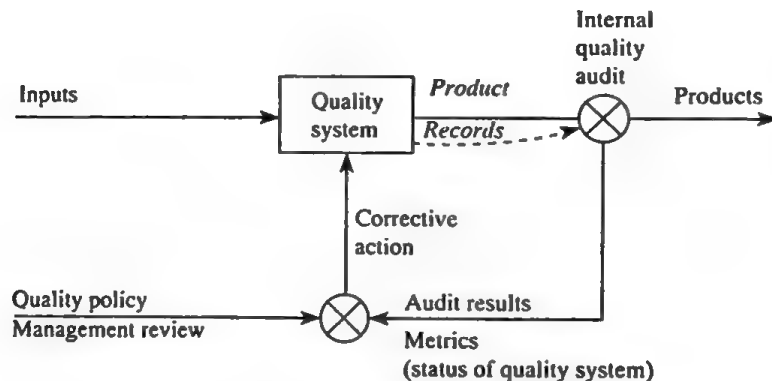 Internal
quality
audit
Inputs
Quality
system
Product
Records
Products
Corrective
action
Quality policy
Management review
Audit results
Metrics
(status of quality system)